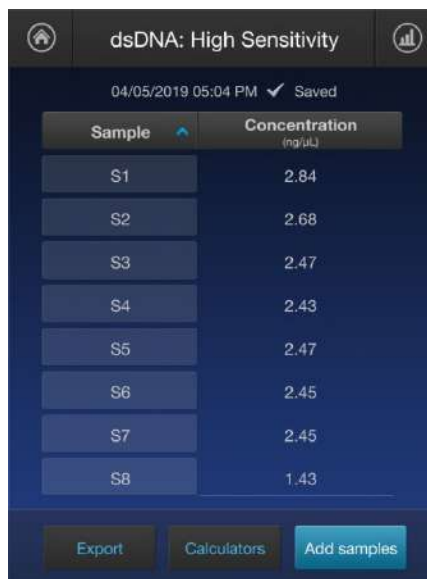 dsDNA: High Sensitivity
04/05/2019 05:04 PM ✓ Saved
Sample Concentration
(ng/µL)
S1 2.84
S2 2.68
S3 2.47
S4 2.43
S5 2.47
S6 2.45
S7 2.45
S8 1.43
Export Calculators Add samples